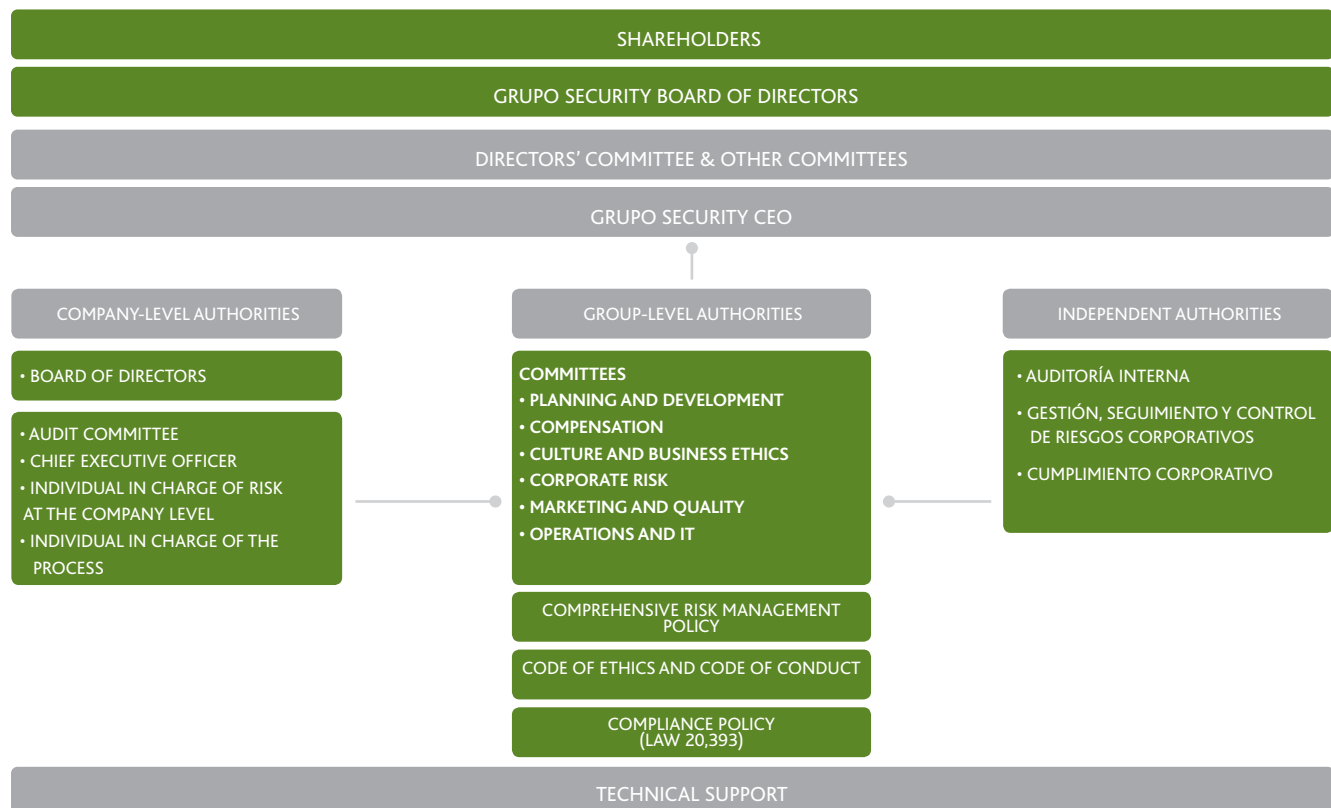 SHAREHOLDERS
GRUPO SECURITY BOARD OF DIRECTORS
DIRECTORS’ COMMITTEE & OTHER COMMITTEES
GRUPO SECURITY CEO
COMPANY-LEVEL AUTHORITIES
• BOARD OF DIRECTORS
• AUDIT COMMITTEE
• CHIEF EXECUTIVE OFFICER
• INDIVIDUAL IN CHARGE OF RISK
AT THE COMPANY LEVEL
• INDIVIDUAL IN CHARGE OF THE
PROCESS
GROUP-LEVEL AUTHORITIES
COMMITTEES
• PLANNING AND DEVELOPMENT
• COMPENSATION
• CULTURE AND BUSINESS ETHICS
• CORPORATE RISK
• MARKETING AND QUALITY
• OPERATIONS AND IT
COMPREHENSIVE RISK MANAGEMENT
POLICY
CODE OF ETHICS AND CODE OF CONDUCT
COMPLIANCE POLICY
(LAW 20,393)
INDEPENDENT AUTHORITIES
• AUDITORÍA INTERNA
• GESTIÓN, SEGUIMIENTO Y CONTROL
DE RIESGOS CORPORATIVOS
• CUMPLIMIENTO CORPORATIVO
TECHNICAL SUPPORT